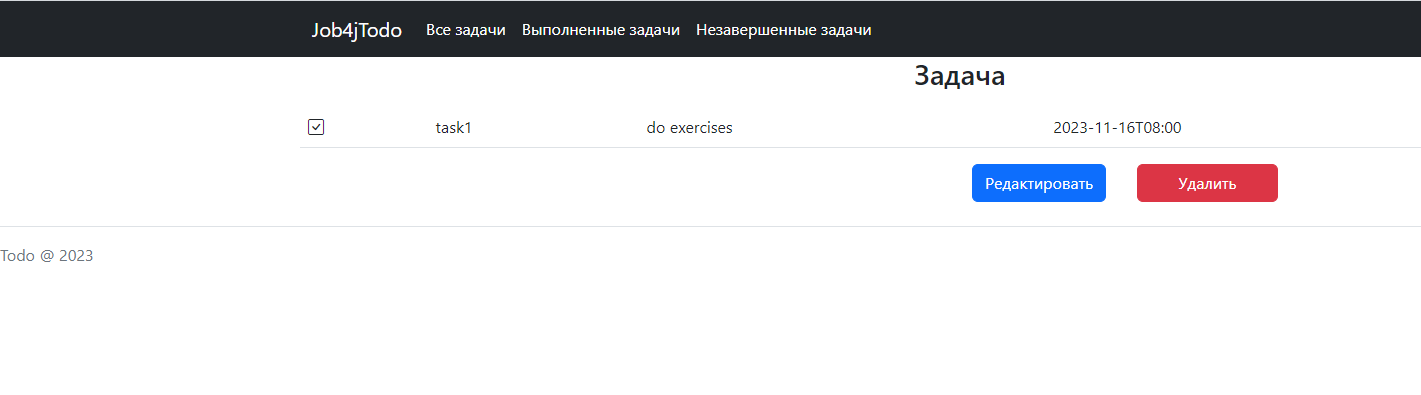 Job4jTodo Все задачи Выполненные задачи Незавершенные задачи
Задача
task1 do exercises 2023-11-16T08:00
Редактировать Удалить
Todo @ 2023